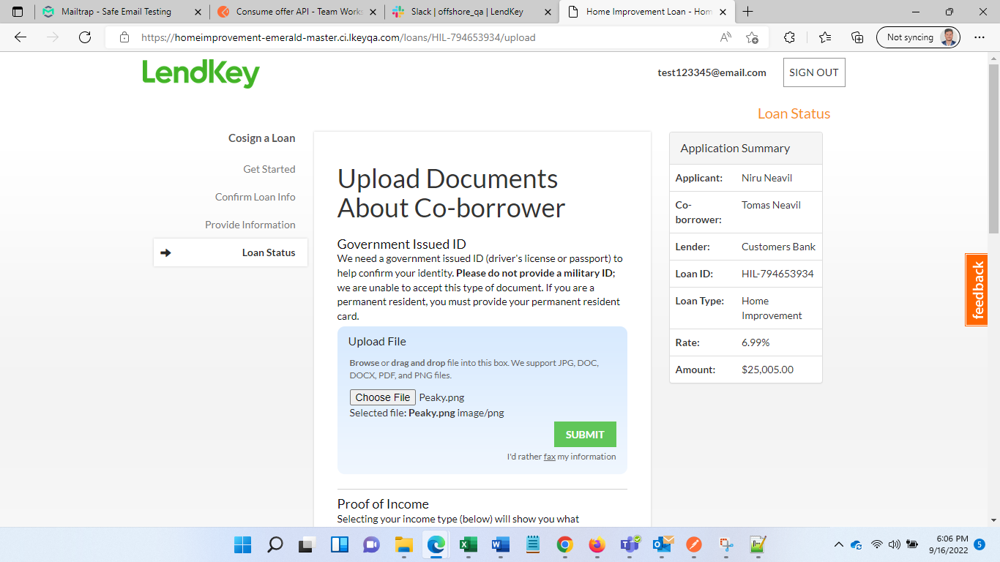 Mailtrap - Safe Email Testing
Consume offer API - Team Works
Slack | offshore_qa | LendKey
Home Improvement Loan - Hom
https://homeimprovement-emerald-master.ci.lkeyqa.com/loans/HIL-794653934/upload
Not syncing
LendKey
test123345@email.com
SIGN OUT
Loan Status
Cosign a Loan
Get Started
Confirm Loan Info
Provide Information
Loan Status
Upload Documents
About Co-borrower
Government Issued ID
We need a government issued ID (driver's license or passport) to
help confirm your identity. Please do not provide a military ID;
we are unable to accept this type of document. If you are a
permanent resident, you must provide your permanent resident
card.
Upload File
Browse or drag and drop file into this box. We support JPG, DOC,
DOCX, PDF, and PNG files.
Choose File Peaky.png
Selected file: Peaky.png image/png
SUBMIT
I'd rather fax my information
Proof of Income
Selecting your income type (below) will show you what
Application Summary
Applicant: Niru Neavil
Co- Tomas Neavil
borrower:
Lender: Customers Bank
Loan ID: HIL-794653934
Loan Type: Home
Improvement
Rate: 6.99%
Amount: $25,005.00
feedback
6:06 PM
9/16/2022
5